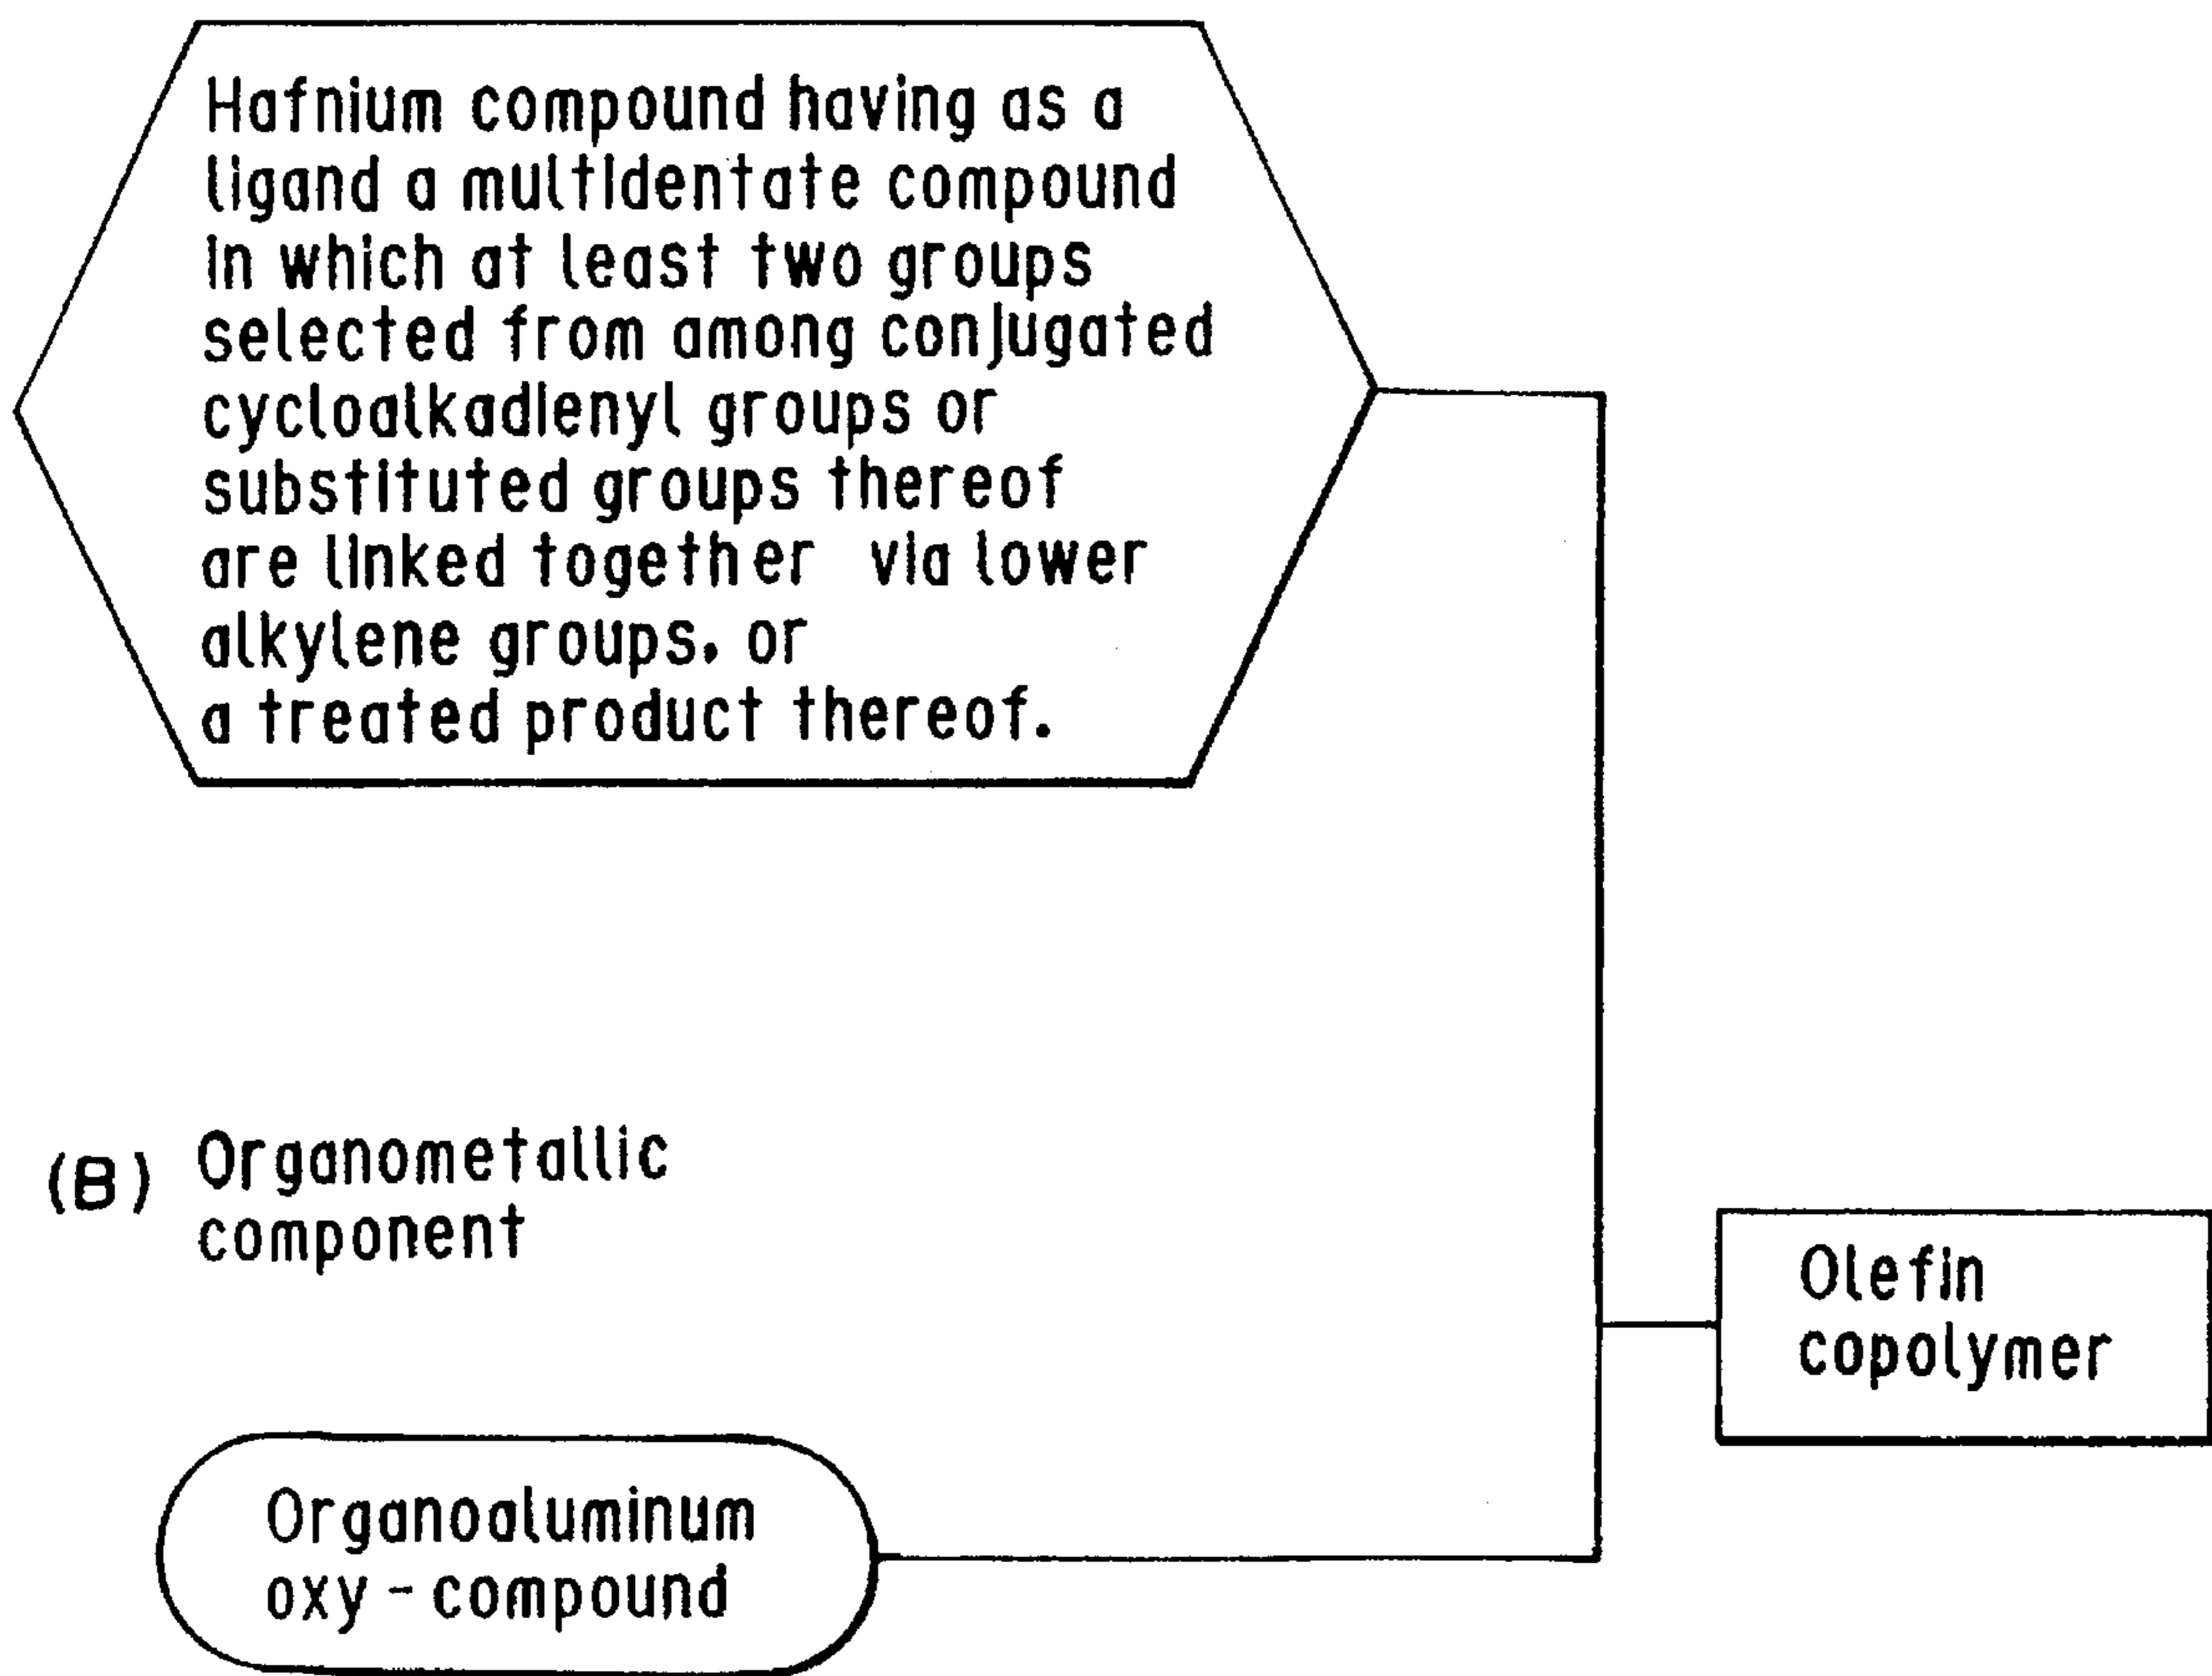 Hafnium compound having as a
ligand a multidentate compound
in which at least two groups
selected from among conjugated
cycloalkadienyl groups or
substituted groups thereof
are linked together via lower
alkylene groups, or
a treated product thereof.
(B) Organometallic
component
Olefin
copolymer
Organoaluminum
oxy-compound